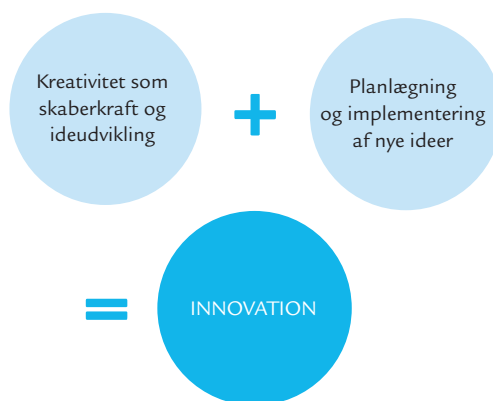 Kreativitet som
skaberkraft og
ideudvikling
+
Planlægning
og implementering
af nye ideer
=
INNOVATION